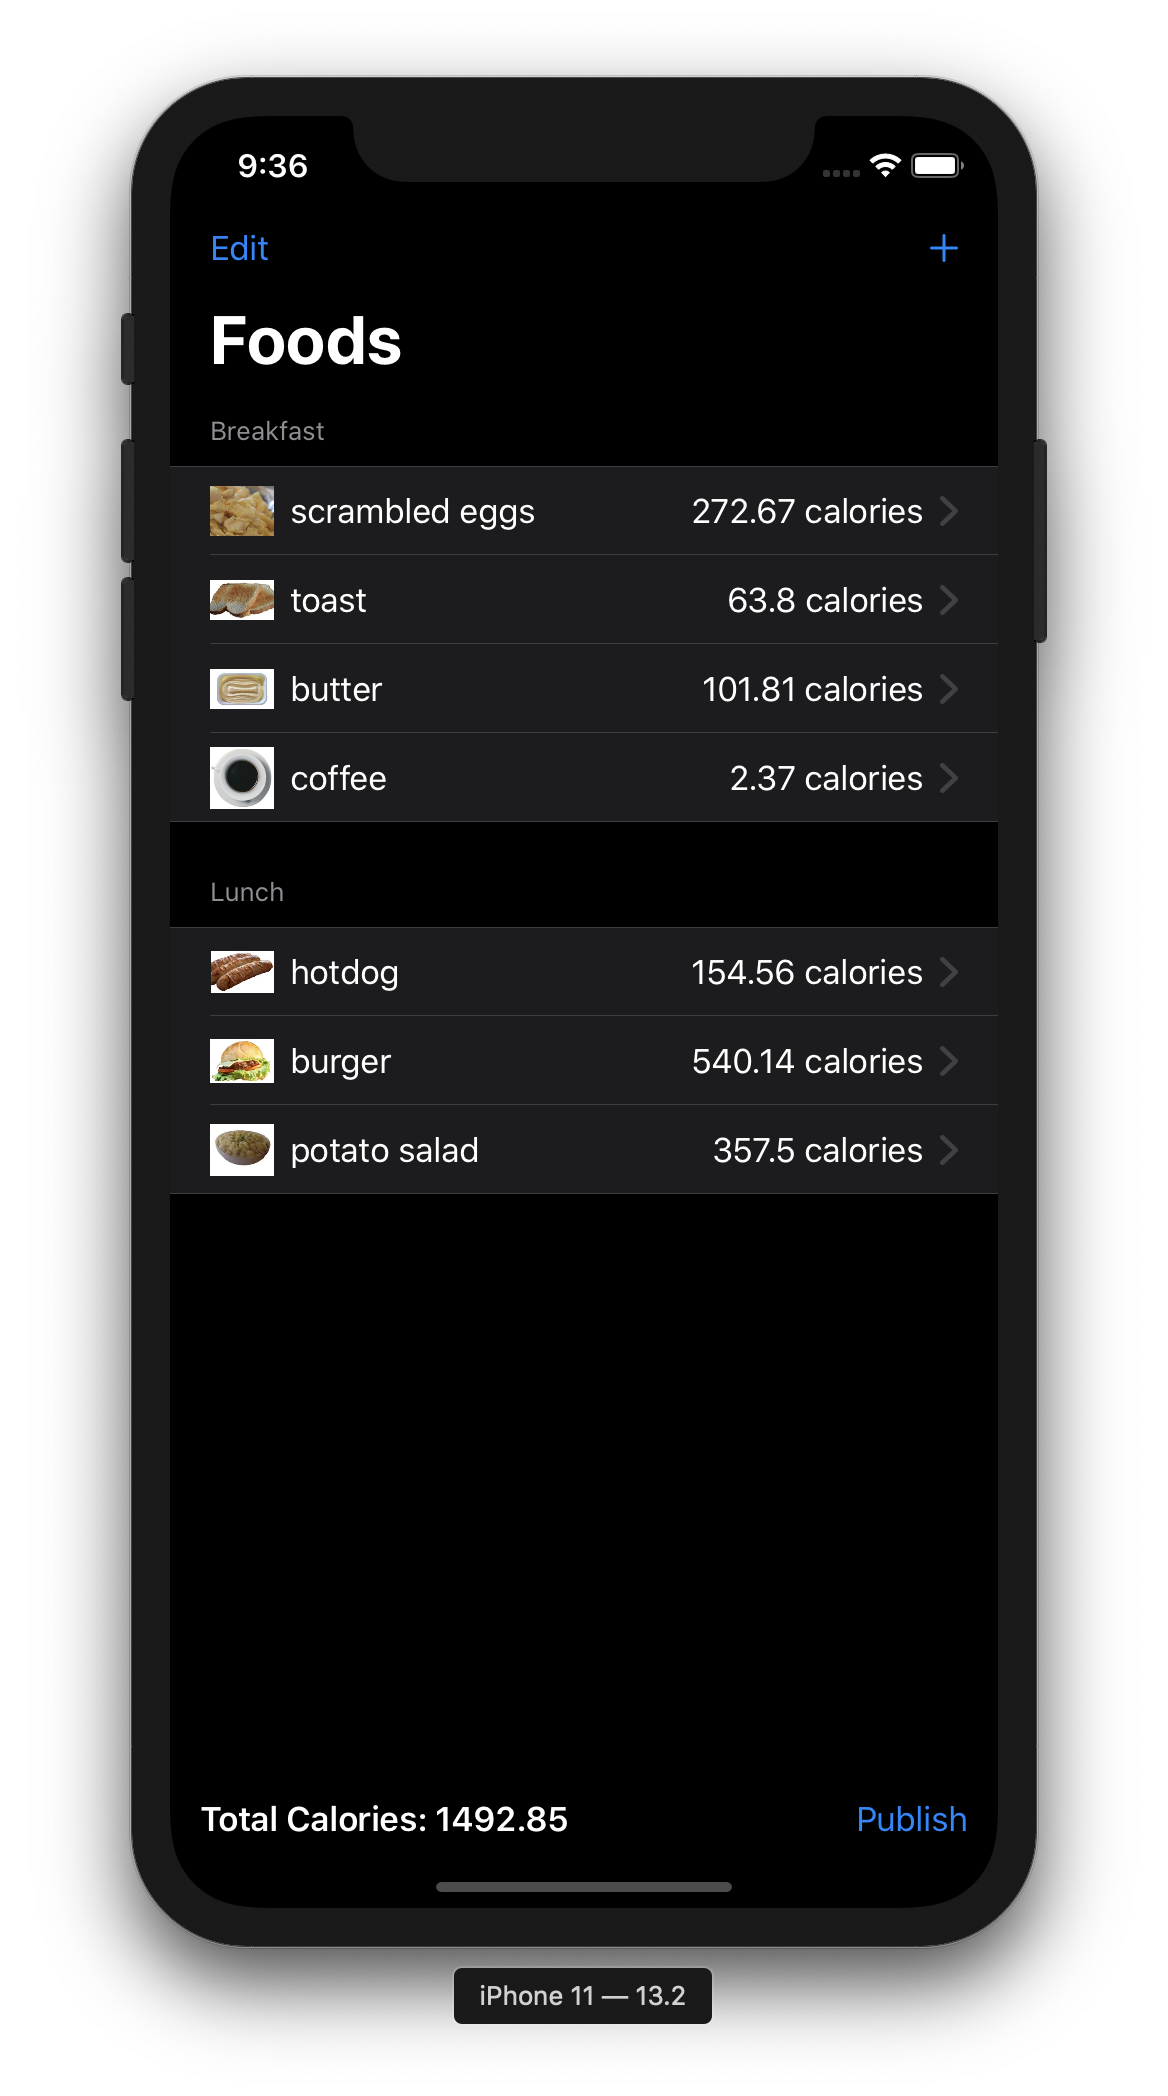 9:36
Edit +
Foods
Breakfast
scrambled eggs 272.67 calories
toast 63.8 calories
butter 101.81 calories
coffee 2.37 calories
Lunch
hotdog 154.56 calories
burger 540.14 calories
potato salad 357.5 calories
Total Calories: 1492.85 Publish
iPhone 11 — 13.2